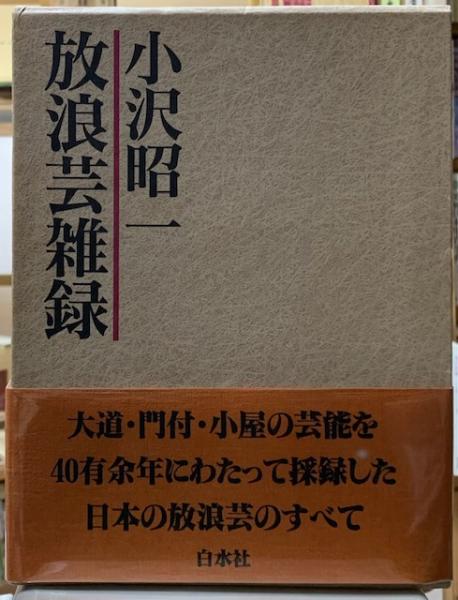 小沢昭一
放浪芸雑録
大道・門付・小屋の芸能を
40有余年にわたって採録した
日本の放浪芸のすべて
白水社